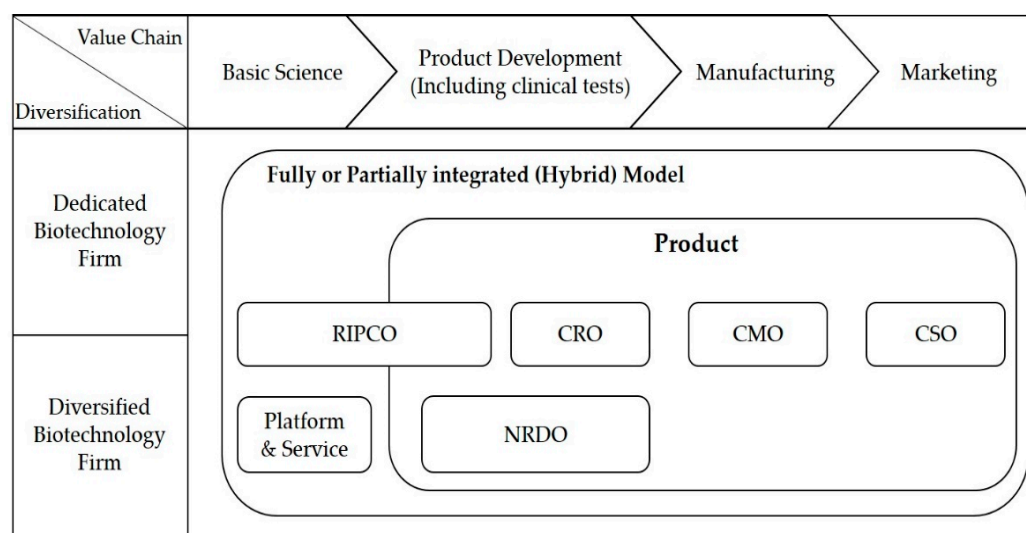 Value Chain
Diversification
Basic Science
Product Development
(Including clinical tests)
Manufacturing
Marketing
Dedicated
Biotechnology
Firm
Diversified
Biotechnology
Firm
Fully or Partially integrated (Hybrid) Model
Product
RIPCO
CRO
CMO
CSO
Platform
& Service
NRDO